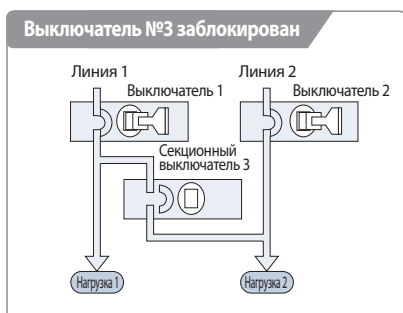 Выключатель №3 заблокирован
Линия 1
Линия 2
Выключатель 1
Выключатель 2
Секционный
выключатель 3
Нагрузка 1
Нагрузка 2